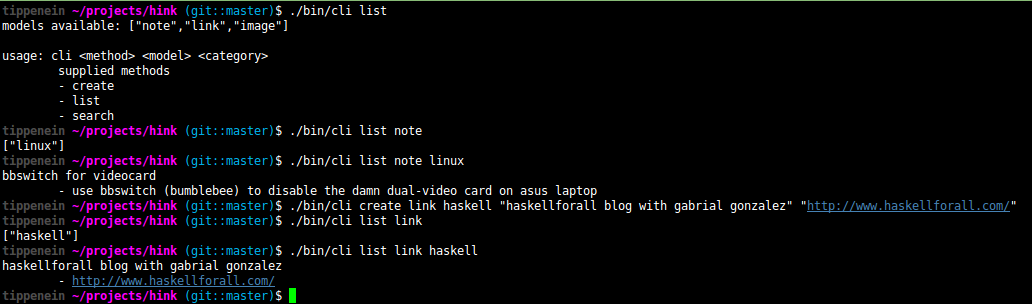 tippenein ~/projects/hink (git::master)$ ./bin/cli list
models available: ["note","link","image"]
usage: cli <method> <model> <category>
supplied methods
- create
- list
- search
tippenein ~/projects/hink (git::master)$ ./bin/cli list note
["linux"]
tippenein ~/projects/hink (git::master)$ ./bin/cli list note linux
bbswitch for videocard
- use bbswitch (bumblebee) to disable the damn dual-video card on asus laptop
tippenein ~/projects/hink (git::master)$ ./bin/cli create link haskell "haskellforall blog with gabrial gonzalez" "http://www.haskellforall.com/"
tippenein ~/projects/hink (git::master)$ ./bin/cli list link
["haskell"]
tippenein ~/projects/hink (git::master)$ ./bin/cli list link haskell
haskellforall blog with gabrial gonzalez
- http://www.haskellforall.com/
tippenein ~/projects/hink (git::master)$